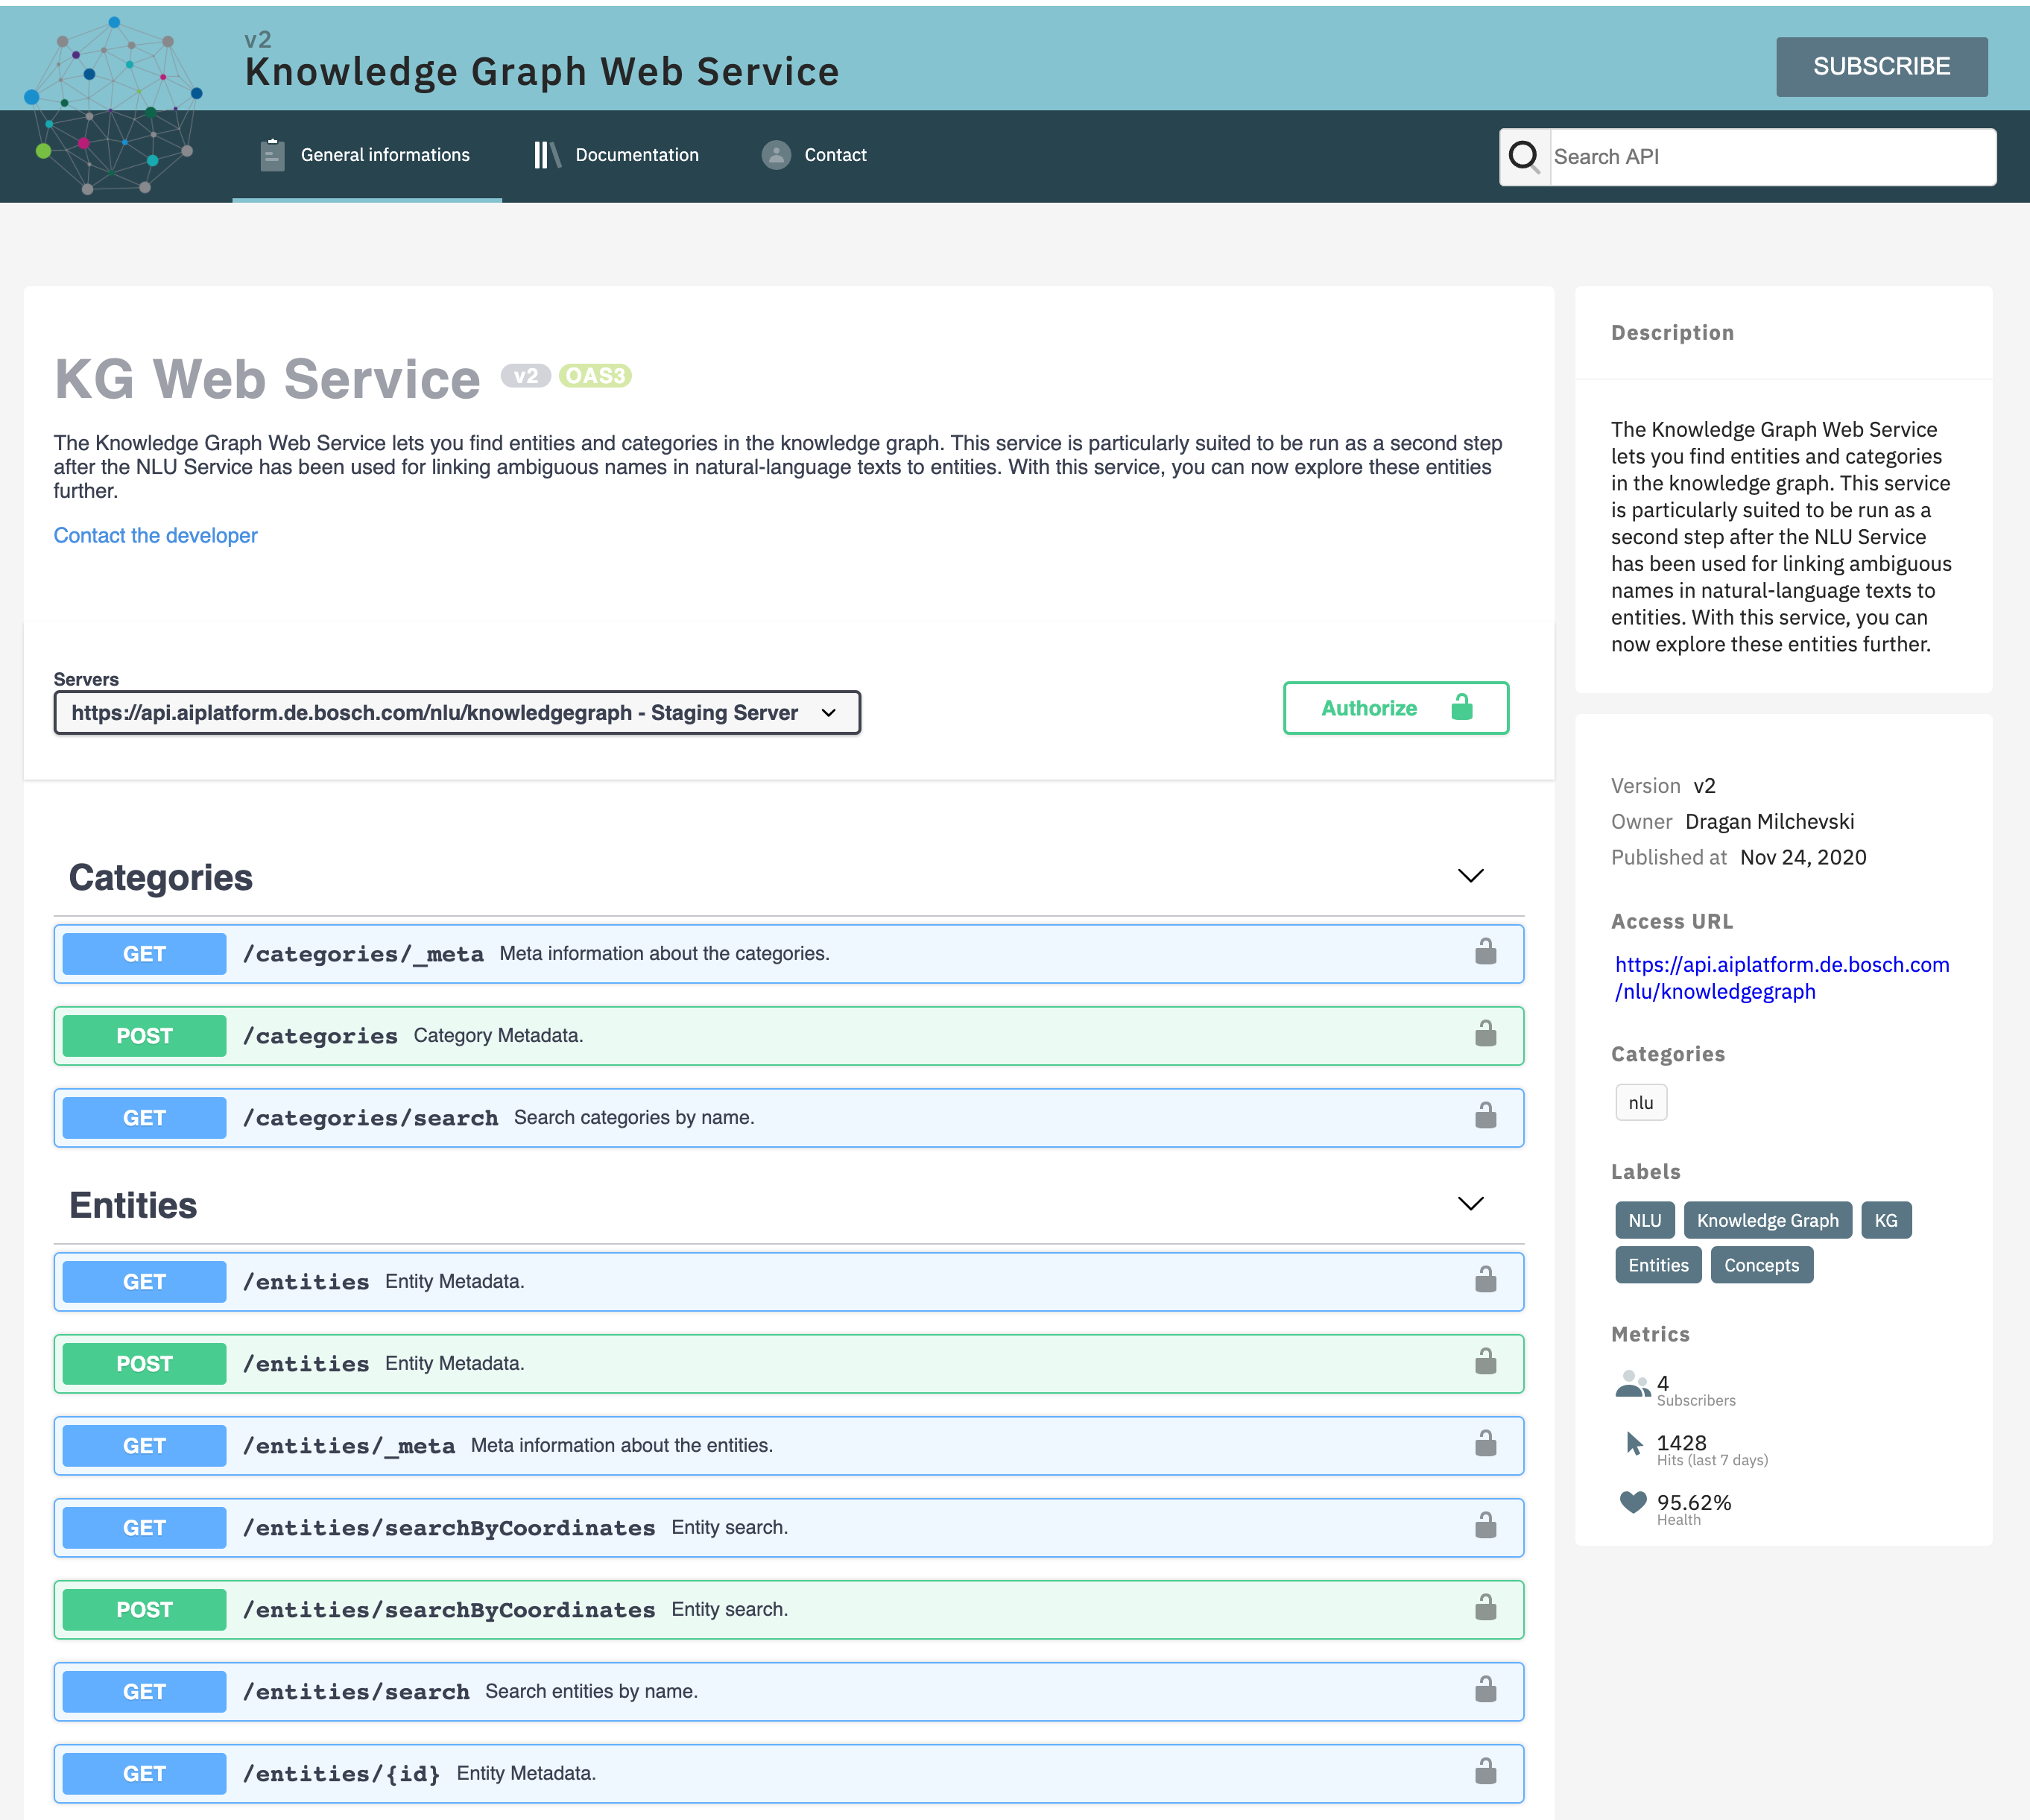 v2
Knowledge Graph Web Service
SUBSCRIBE
General informations
Documentation
Contact
Search API
KG Web Service v2 OAS3
The Knowledge Graph Web Service lets you find entities and categories in the knowledge graph. This service is particularly suited to be run as a second step
after the NLU Service has been used for linking ambiguous names in natural-language texts to entities. With this service, you can now explore these entities
further.
Contact the developer
Servers
https://api.aiplatform.de.bosch.com/nlu/knowledgegraph - Staging Server
Authorize
Categories
GET /categories/_meta Meta information about the categories.
POST /categories Category Metadata.
GET /categories/search Search categories by name.
Entities
GET /entities Entity Metadata.
POST /entities Entity Metadata.
GET /entities/_meta Meta information about the entities.
GET /entities/searchByCoordinates Entity search.
POST /entities/searchByCoordinates Entity search.
GET /entities/search Search entities by name.
GET /entities/{id} Entity Metadata.
Description
The Knowledge Graph Web Service
lets you find entities and categories
in the knowledge graph. This service
is particularly suited to be run as a
second step after the NLU Service
has been used for linking ambiguous
names in natural-language texts to
entities. With this service, you can
now explore these entities further.
Version v2
Owner Dragan Milchevski
Published at Nov 24, 2020
Access URL
https://api.aiplatform.de.bosch.com
/nlu/knowledgegraph
Categories
nlu
Labels
NLU Knowledge Graph KG
Entities Concepts
Metrics
4
Subscribers
1428
Hits (last 7 days)
95.62%
Health